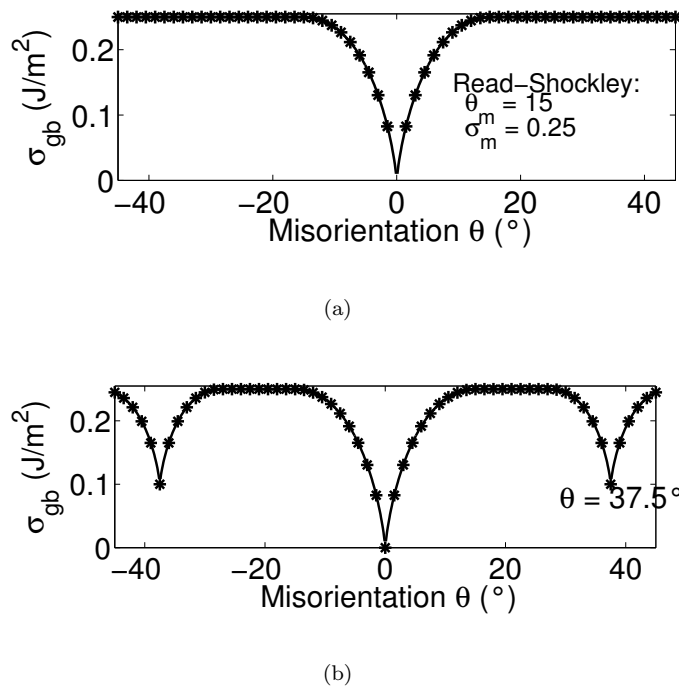 0.2
0.1
0
σgb (J/m2)
Read−Shockley:
θm = 15
σm = 0.25
−40 −20 0 20 40
Misorientation θ (°)
(a)
0.2
0.1
0
σgb (J/m2)
θ = 37.5°
−40 −20 0 20 40
Misorientation θ (°)
(b)